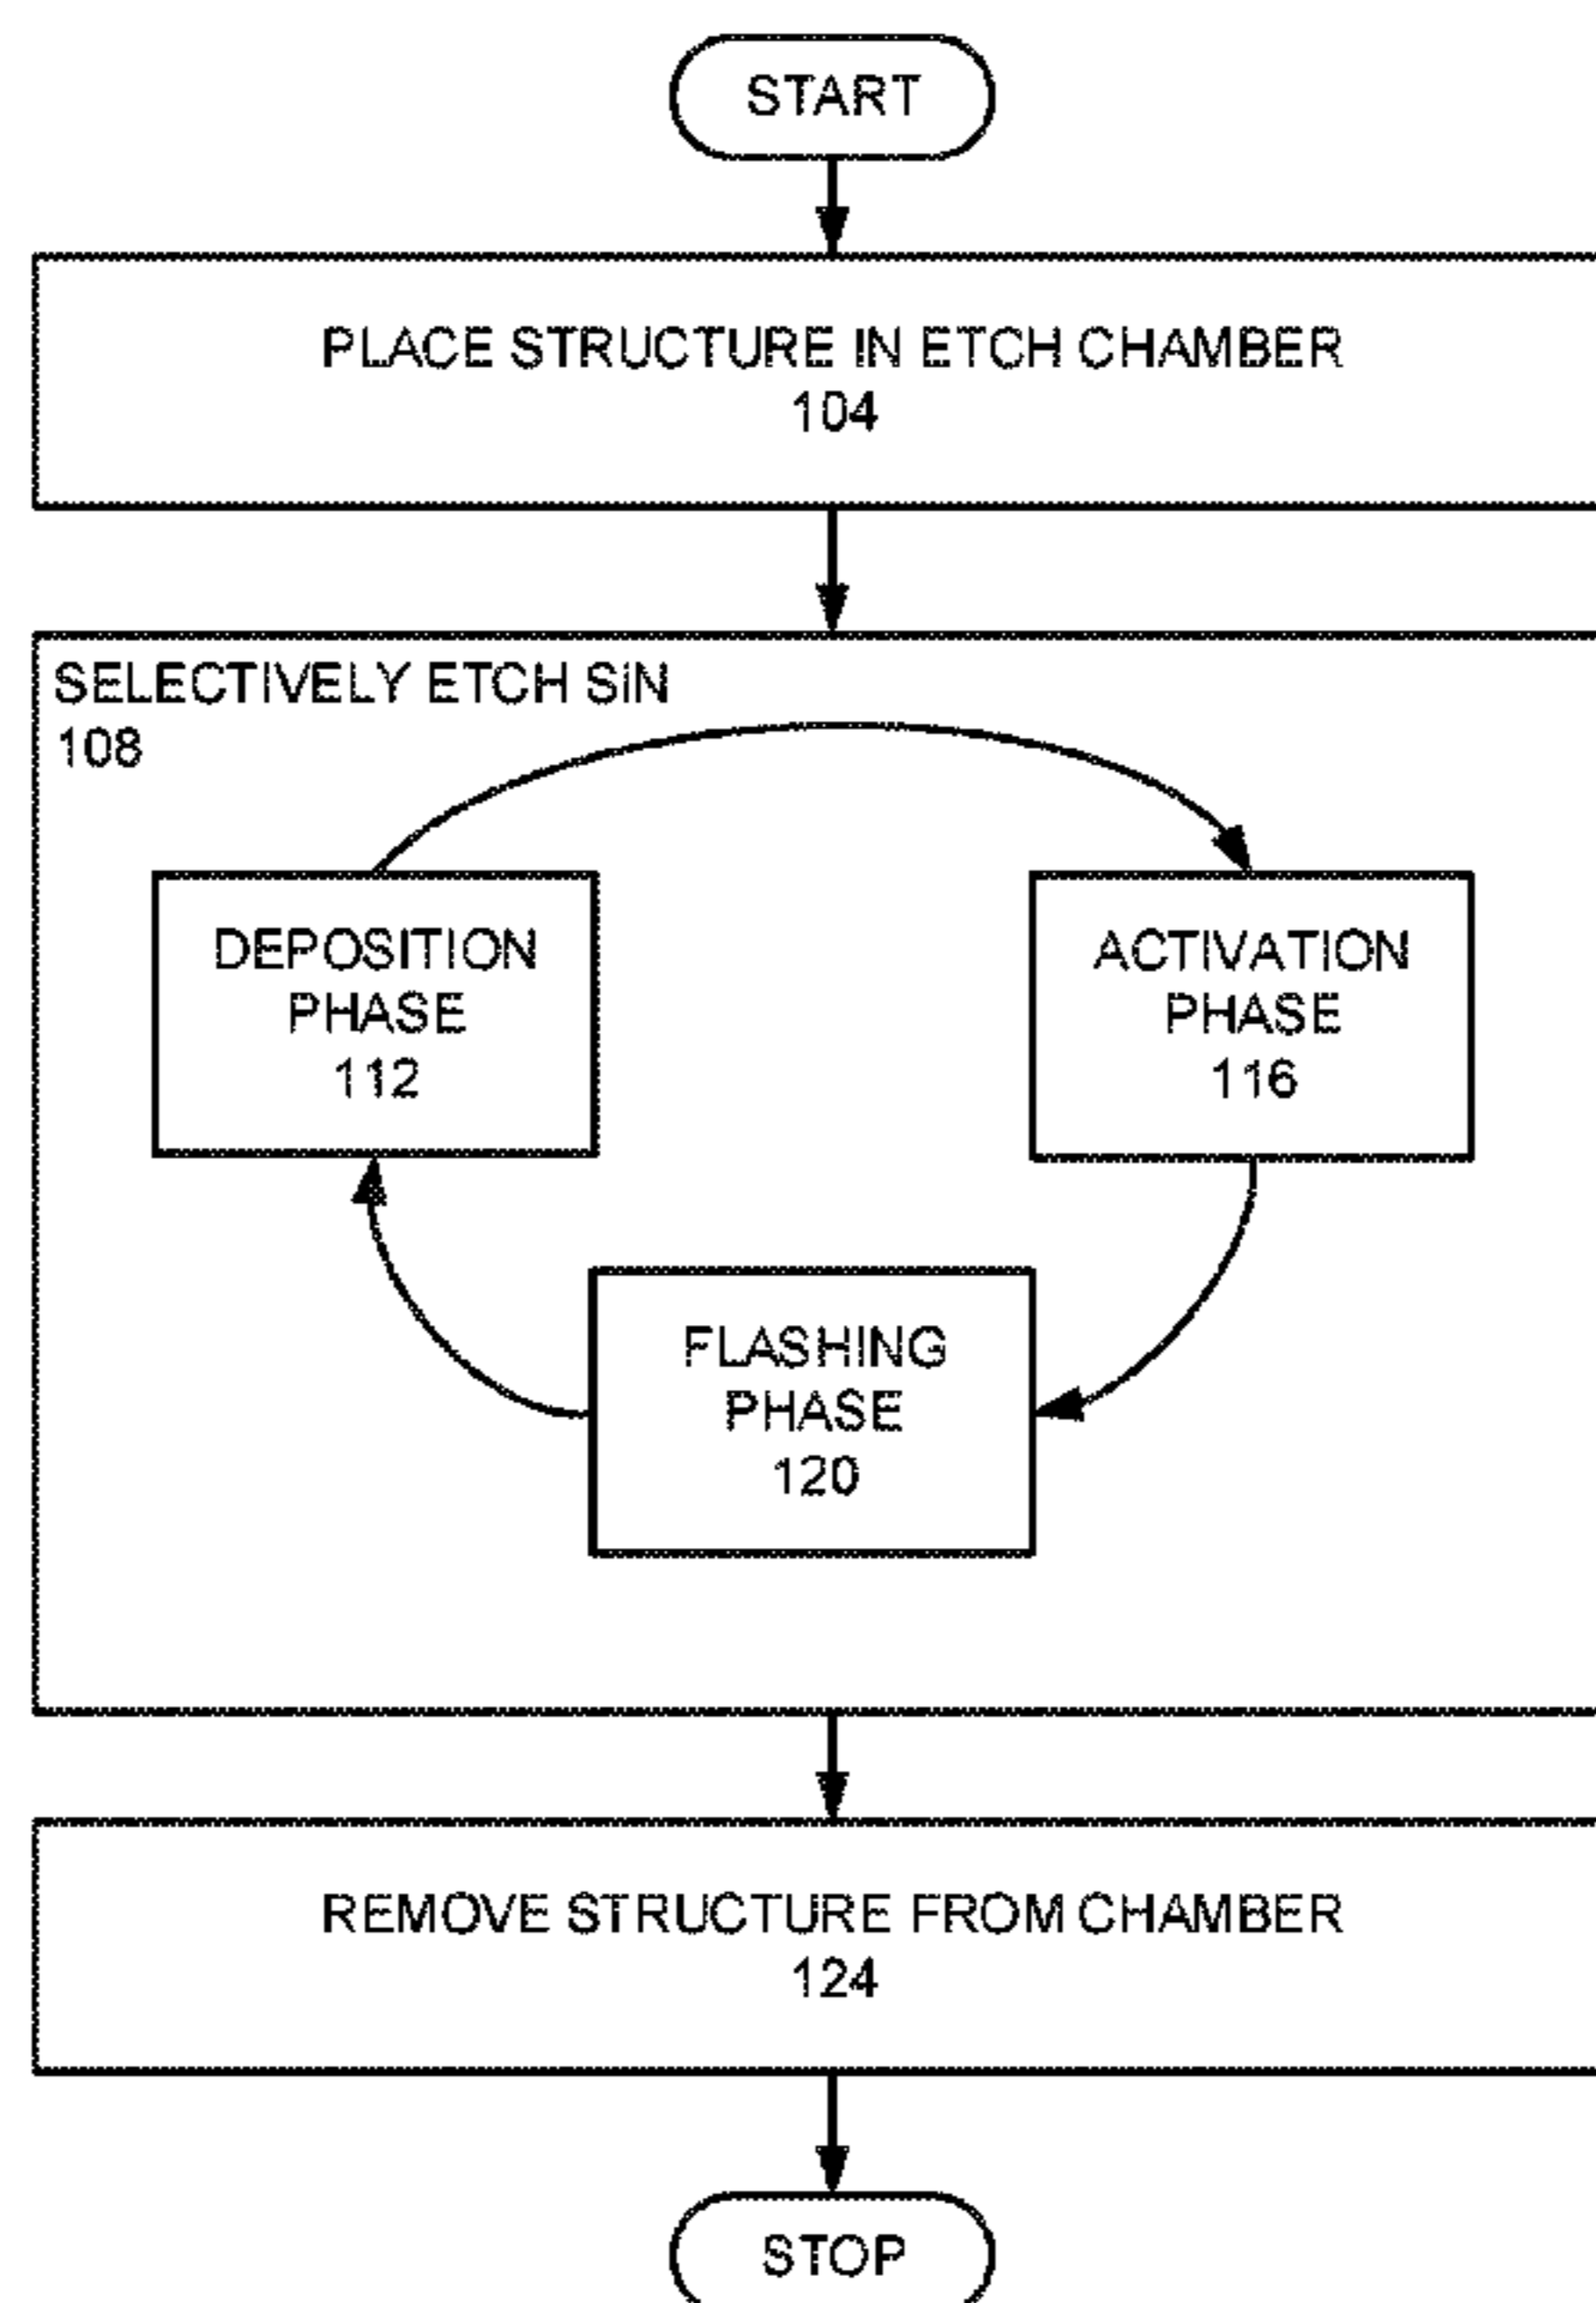 START
PLACE STRUCTURE IN ETCH CHAMBER
104
SELECTIVELY ETCH SiN
108
DEPOSITION
PHASE
112
ACTIVATION
PHASE
116
FLASHING
PHASE
120
REMOVE STRUCTURE FROM CHAMBER
124
STOP